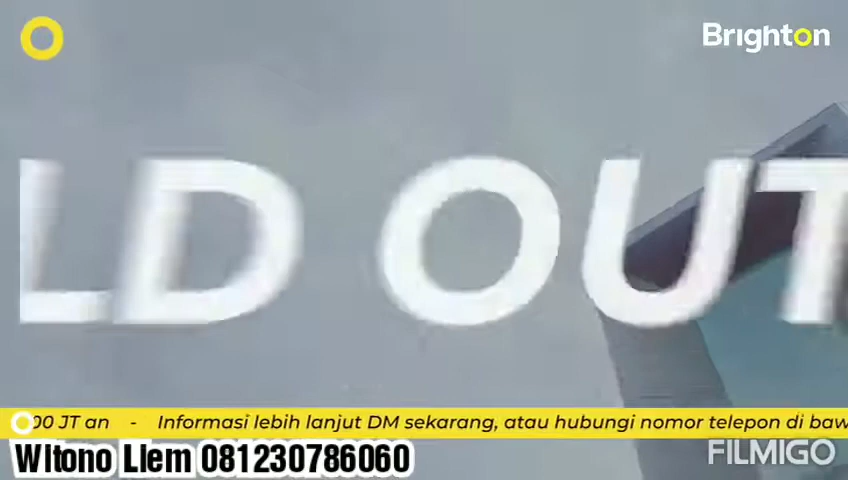 Brighton
LD OUT
00 JT an - Informasi lebih lanjut DM sekarang, atau hubungi nomor telepon di baw
Witono Liem 081230786060
FILMIGO